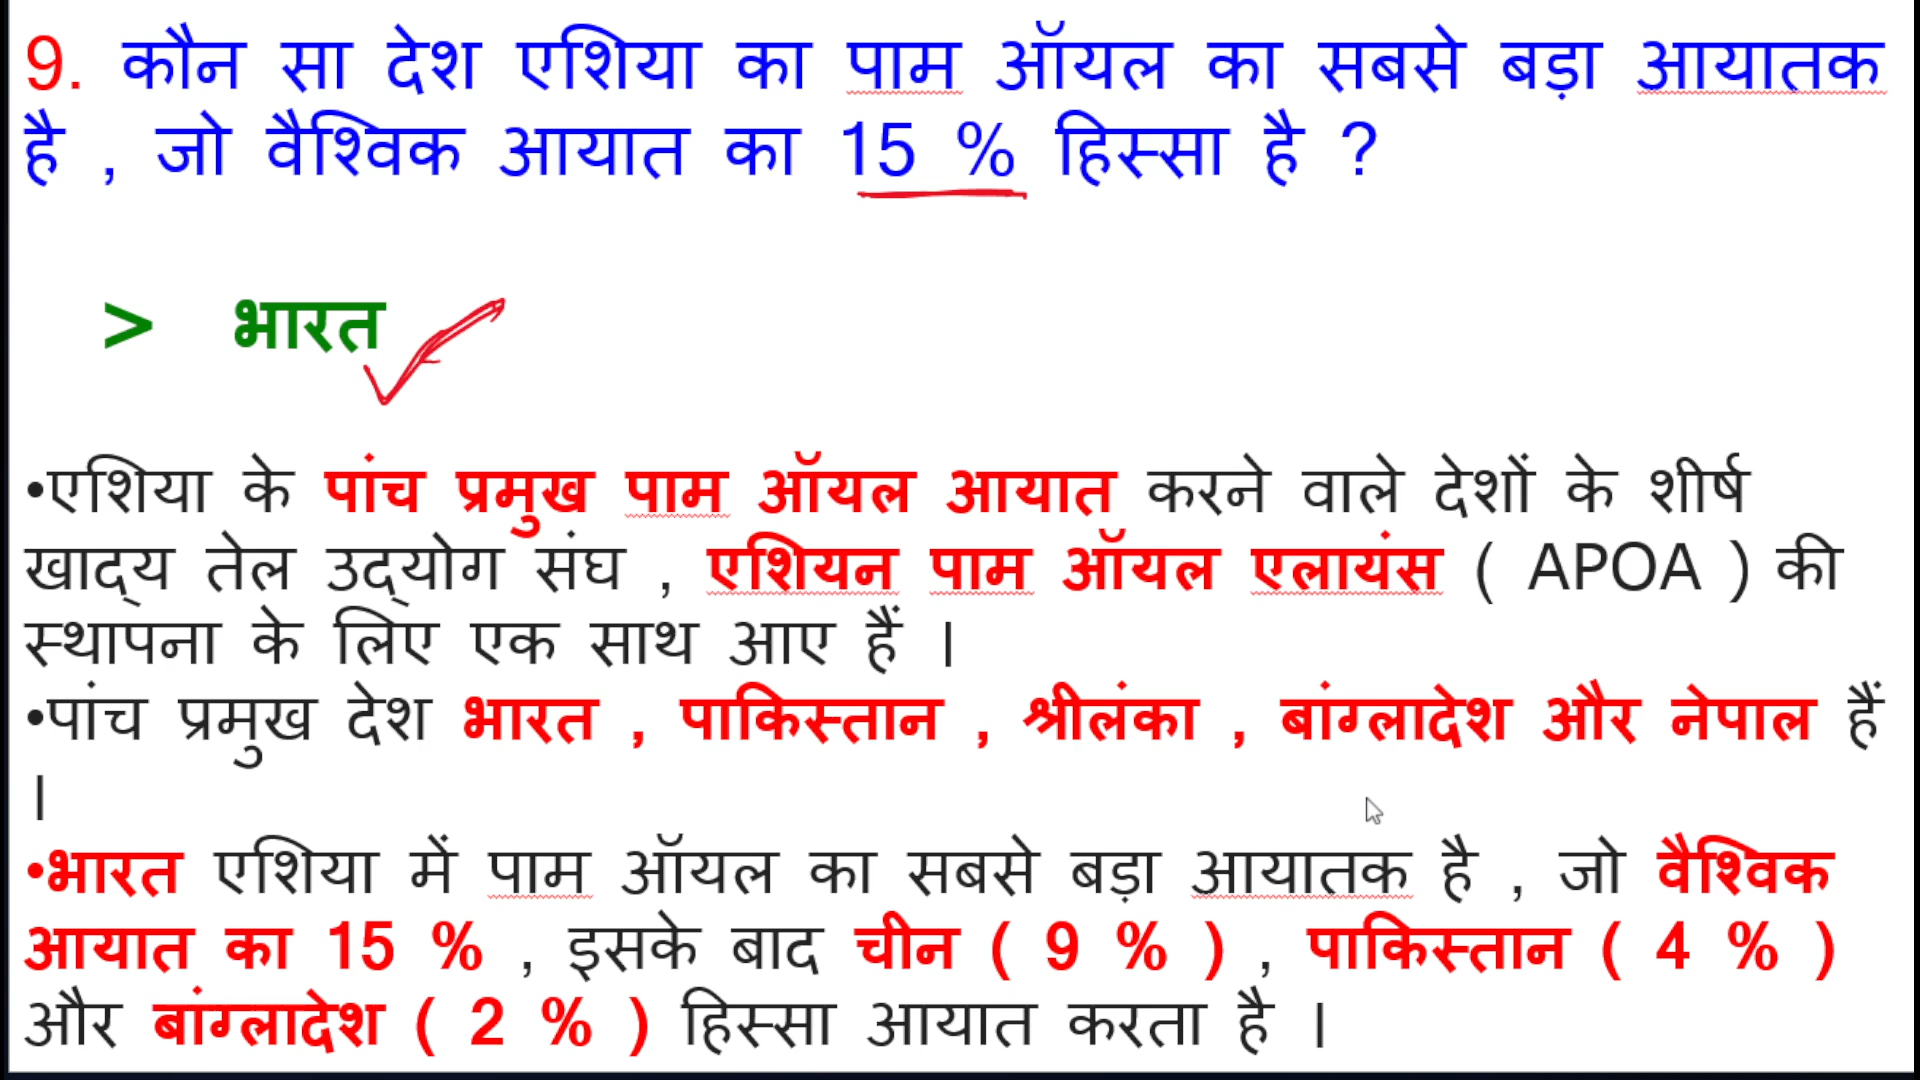 9. कौन सा देश एशिया का पाम ऑयल का सबसे बड़ा आयातक
है , जो वैश्विक आयात का 15 % हिस्सा है ?
> भारत
•एशिया के पांच प्रमुख पाम ऑयल आयात करने वाले देशों के शीर्ष
खाद्य तेल उद्योग संघ , एशियन पाम ऑयल एलायंस ( APOA ) की
स्थापना के लिए एक साथ आए हैं ।
•पांच प्रमुख देश भारत , पाकिस्तान , श्रीलंका , बांग्लादेश और नेपाल हैं
।
•भारत एशिया में पाम ऑयल का सबसे बड़ा आयातक है , जो वैश्विक
आयात का 15 % , इसके बाद चीन ( 9 % ) , पाकिस्तान ( 4 % )
और बांग्लादेश ( 2 % ) हिस्सा आयात करता है ।